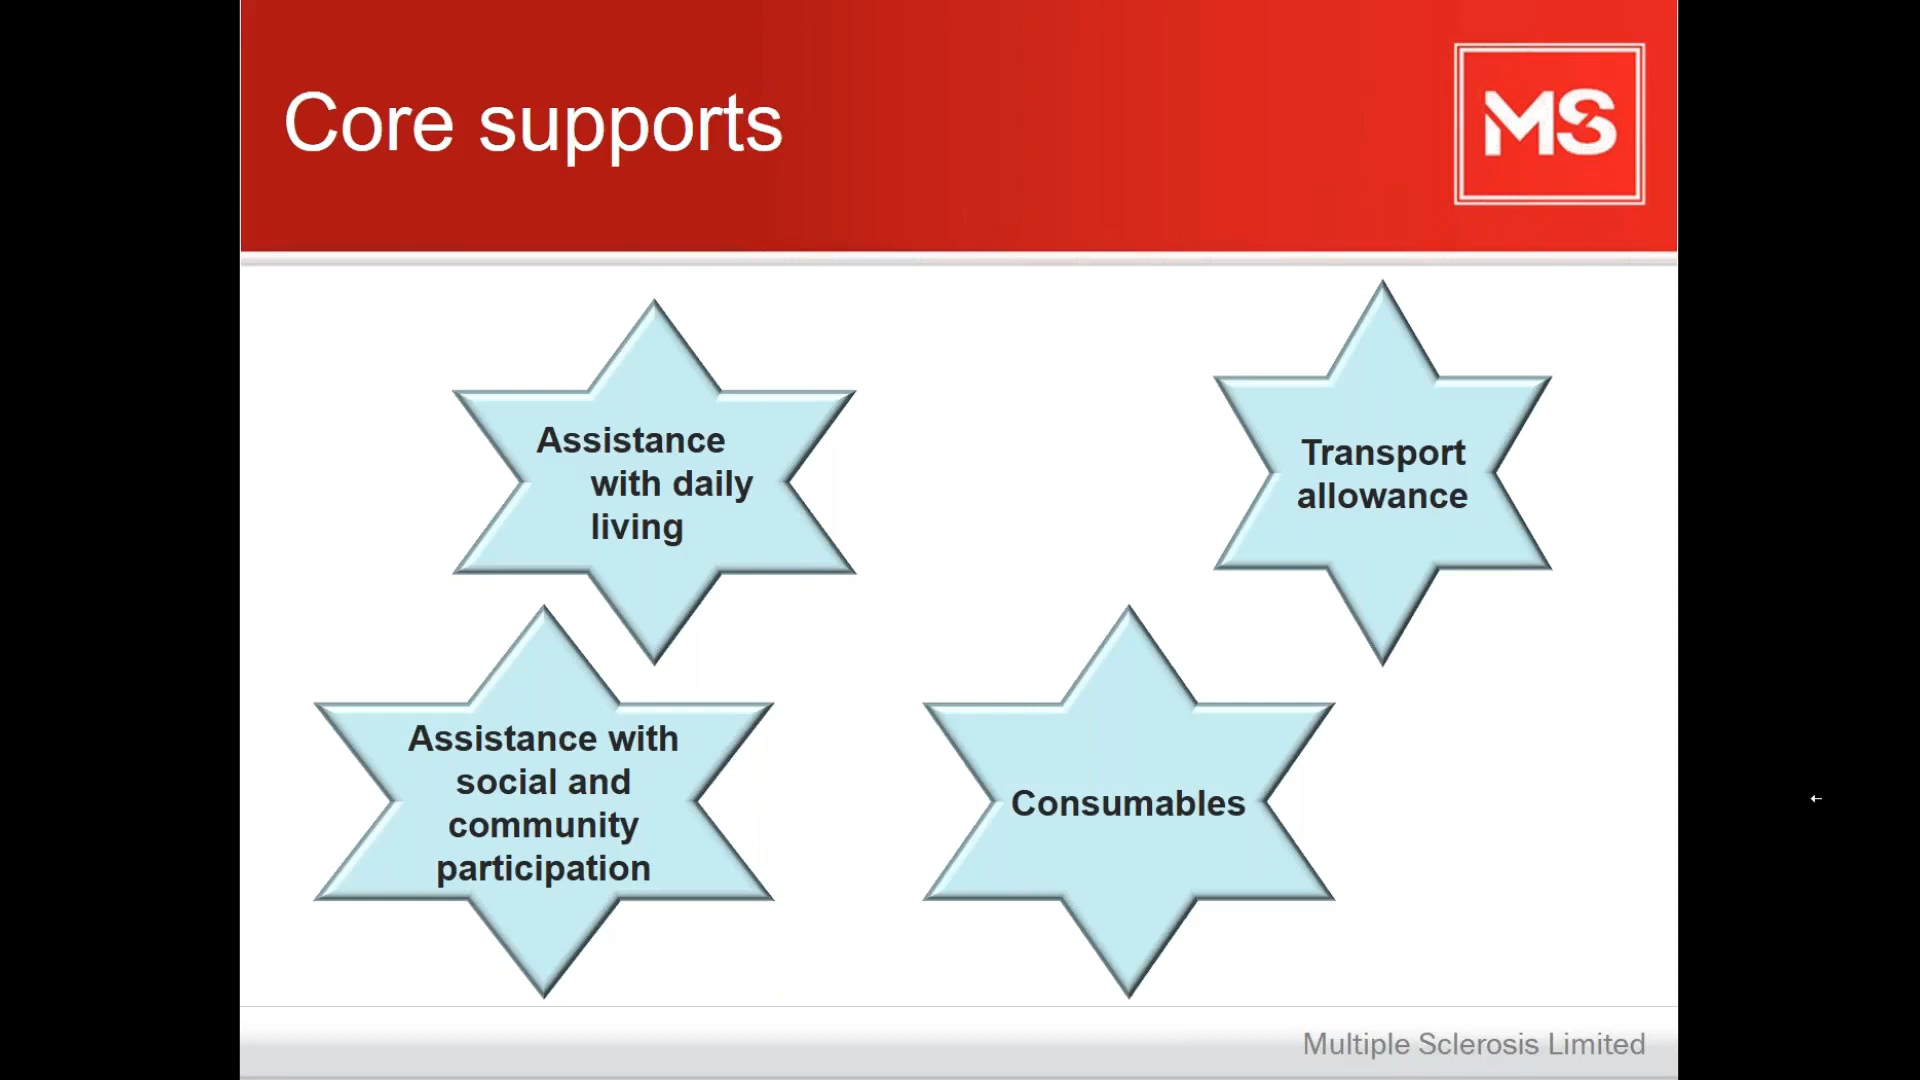 Core supports
MS
Assistance
with daily
living
Transport
allowance
Assistance with
social and
community
participation
Consumables
Multiple Sclerosis Limited